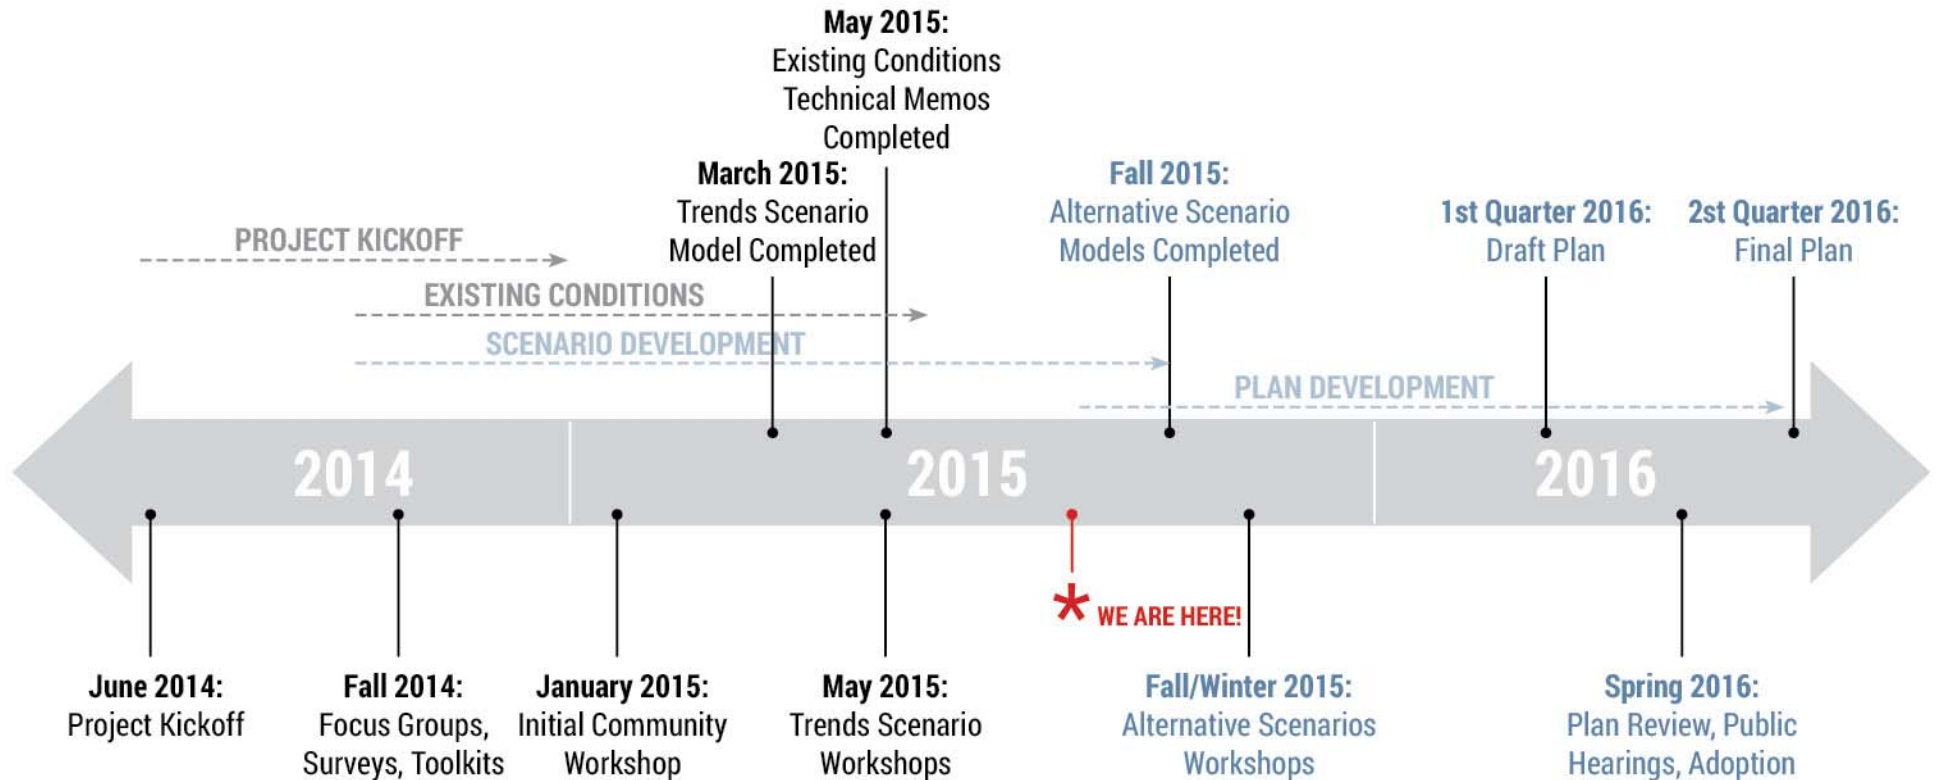 May 2015:
Existing Conditions
Technical Memos
Completed
March 2015:
Trends Scenario
Model Completed
Fall 2015:
Alternative Scenario
Models Completed
1st Quarter 2016:
Draft Plan
2st Quarter 2016:
Final Plan
PROJECT KICKOFF
EXISTING CONDITIONS
SCENARIO DEVELOPMENT
PLAN DEVELOPMENT
2014
2015
2016
* WE ARE HERE!
June 2014:
Project Kickoff
Fall 2014:
Focus Groups,
Surveys, Toolkits
January 2015:
Initial Community
Workshop
May 2015:
Trends Scenario
Workshops
Fall/Winter 2015:
Alternative Scenarios
Workshops
Spring 2016:
Plan Review, Public
Hearings, Adoption